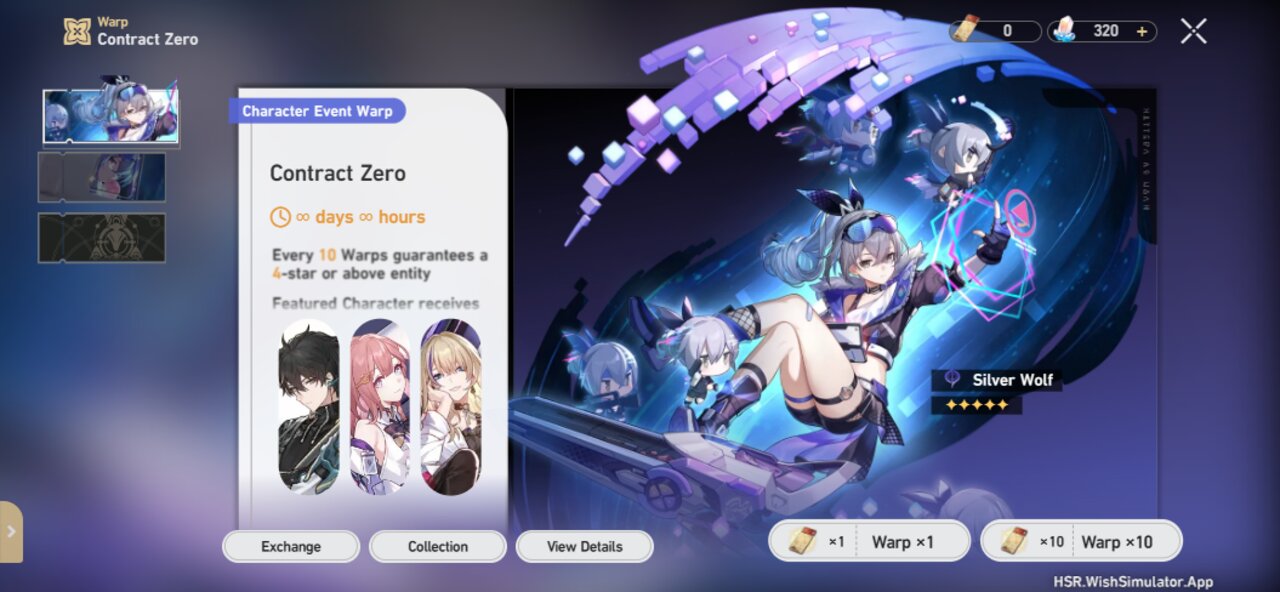 Warp
Contract Zero
0
320 +
Character Event Warp
Contract Zero
∞ days ∞ hours
Every 10 Warps guarantees a
4-star or above entity
Featured Character receives
Silver Wolf
Exchange
Collection
View Details
×1 Warp ×1
×10 Warp ×10
HSR.WishSimulator.App